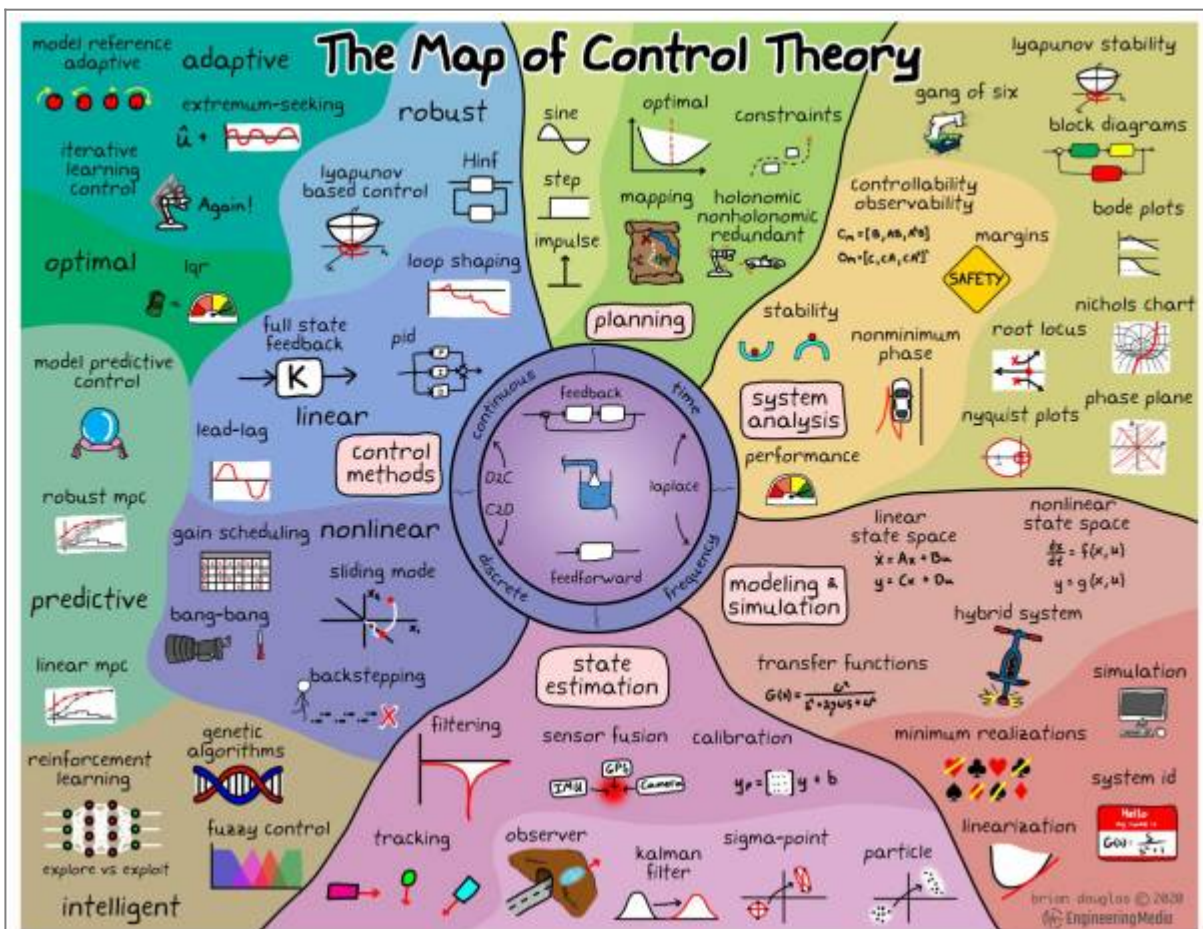 The Map of Control Theory
model reference
adaptive
adaptive
extremum-seeking
û +
iterative
learning
control
Again!
optimal
lqr
robust
Hinf
lyapunov
based control
loop shaping
full state
feedback
K
pid
P
I
D
linear
lead-lag
control
methods
model predictive
control
robust mpc
predictive
linear mpc
gain scheduling
nonlinear
sliding mode
bang-bang
backstepping
X
reinforcement
learning
explore vs exploit
genetic
algorithms
fuzzy control
intelligent
sine
step
impulse
optimal
constraints
mapping
holonomic
nonholonomic
redundant
planning
continuous
time
discrete
frequency
feedback
D2C
C2D
laplace
feedforward
lyapunov stability
gang of six
block diagrams
controllability
observability
margins
SAFETY
bode plots
nichols chart
stability
nonminimum
phase
root locus
phase plane
nyquist plots
system
analysis
performance
modeling &
simulation
linear
state space
ẋ = Ax + Bu
y = Cx + Du
nonlinear
state space
dx/dt = f(x,u)
y = g(x,u)
hybrid system
transfer functions
simulation
minimum realizations
system id
Hello
linearization
state
estimation
filtering
sensor fusion
IMU
GPS
Camera
calibration
tracking
observer
kalman
filter
sigma-point
particle
brian douglas © 2020
EngineeringMedia